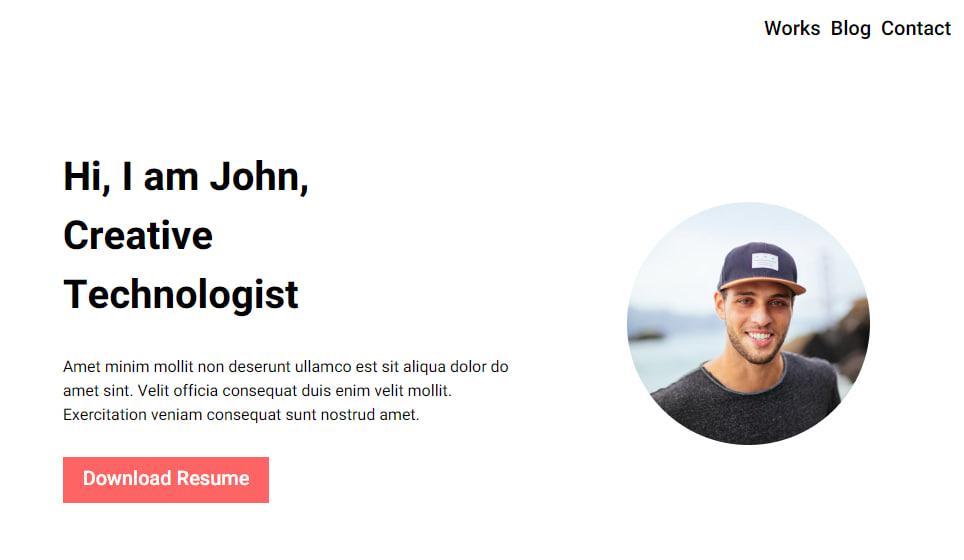 Works Blog Contact
Hi, I am John,
Creative
Technologist
Amet minim mollit non deserunt ullamco est sit aliqua dolor do
amet sint. Velit officia consequat duis enim velit mollit.
Exercitation veniam consequat sunt nostrud amet.
Download Resume